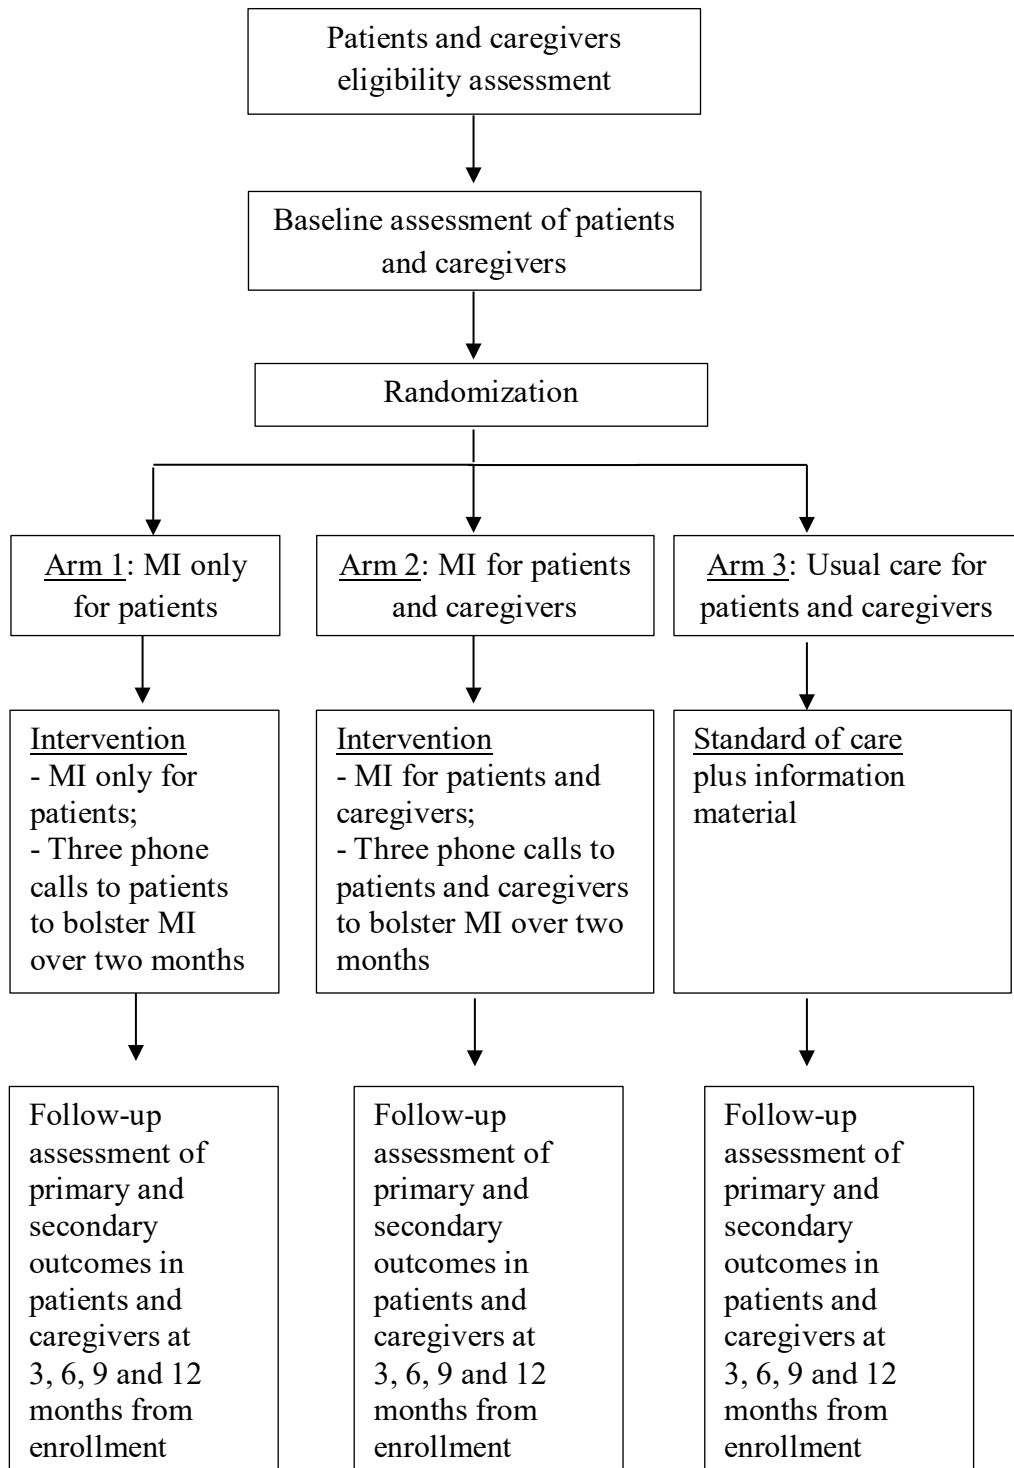 Patients and caregivers
eligibility assessment
Baseline assessment of patients
and caregivers
Randomization
Arm 1: MI only
for patients
Arm 2: MI for patients
and caregivers
Arm 3: Usual care for
patients and caregivers
Intervention
- MI only for
patients;
- Three phone
calls to patients
to bolster MI
over two months
Intervention
- MI for patients and
caregivers;
- Three phone calls to
patients and caregivers
to bolster MI over two
months
Standard of care
plus information
material
Follow-up
assessment of
primary and
secondary
outcomes in
patients and
caregivers at
3, 6, 9 and 12
months from
enrollment
Follow-up
assessment of
primary and
secondary
outcomes in
patients and
caregivers at
3, 6, 9 and 12
months from
enrollment
Follow-up
assessment of
primary and
secondary
outcomes in
patients and
caregivers at
3, 6, 9 and 12
months from
enrollment